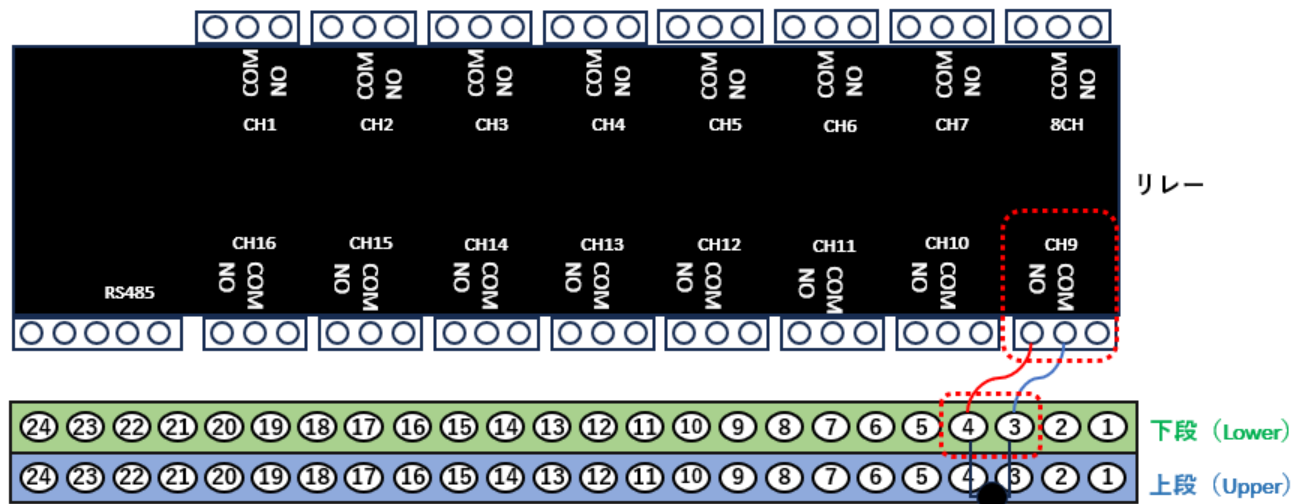 COM NO COM NO COM NO COM NO COM NO COM NO COM NO COM NO
CH1 CH2 CH3 CH4 CH5 CH6 CH7 8CH
リレー
CH16 CH15 CH14 CH13 CH12 CH11 CH10 CH9
NO COM NO COM NO COM NO COM NO COM NO COM NO COM NO COM
RS485
24 23 22 21 20 19 18 17 16 15 14 13 12 11 10 9 8 7 6 5 4 3 2 1 下段（Lower）
24 23 22 21 20 19 18 17 16 15 14 13 12 11 10 9 8 7 6 5 4 3 2 1 上段（Upper）